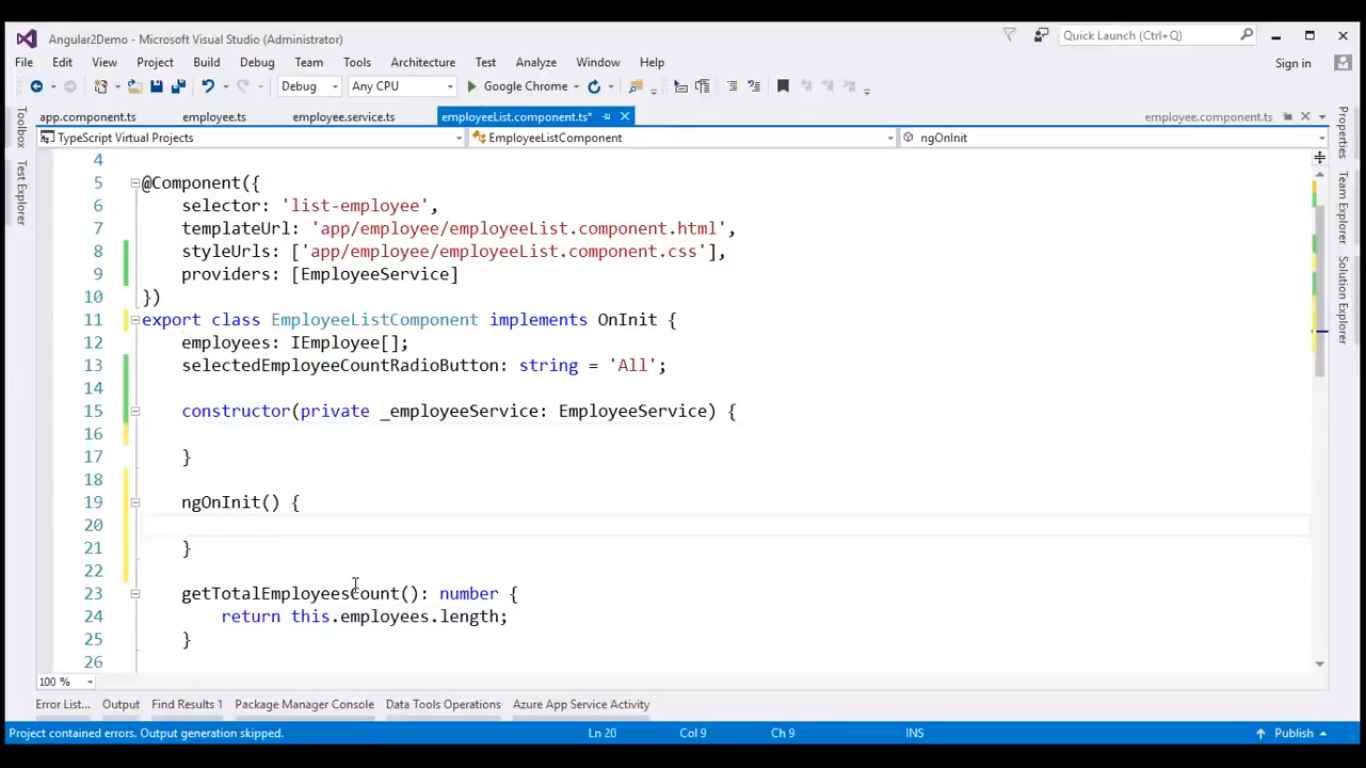 Angular2Demo - Microsoft Visual Studio (Administrator)
Quick Launch (Ctrl+Q)
File Edit View Project Build Debug Team Tools Architecture Test Analyze Window Help
Sign in
Debug Any CPU Google Chrome
app.component.ts employee.ts employee.service.ts employeeList.component.ts* employee.component.ts
TypeScript Virtual Projects EmployeeListComponent ngOnInit
Toolbox
Test Explorer
Properties
Team Explorer
Solution Explorer
4
5 @Component({
6 selector: 'list-employee',
7 templateUrl: 'app/employee/employeeList.component.html',
8 styleUrls: ['app/employee/employeeList.component.css'],
9 providers: [EmployeeService]
10 })
11 export class EmployeeListComponent implements OnInit {
12 employees: IEmployee[];
13 selectedEmployeeCountRadioButton: string = 'All';
14
15 constructor(private _employeeService: EmployeeService) {
16
17 }
18
19 ngOnInit() {
20
21 }
22
23 getTotalEmployeesCount(): number {
24 return this.employees.length;
25 }
26
100 %
Error List... Output Find Results 1 Package Manager Console Data Tools Operations Azure App Service Activity
Project contained errors. Output generation skipped. Ln 20 Col 9 Ch 9 INS Publish